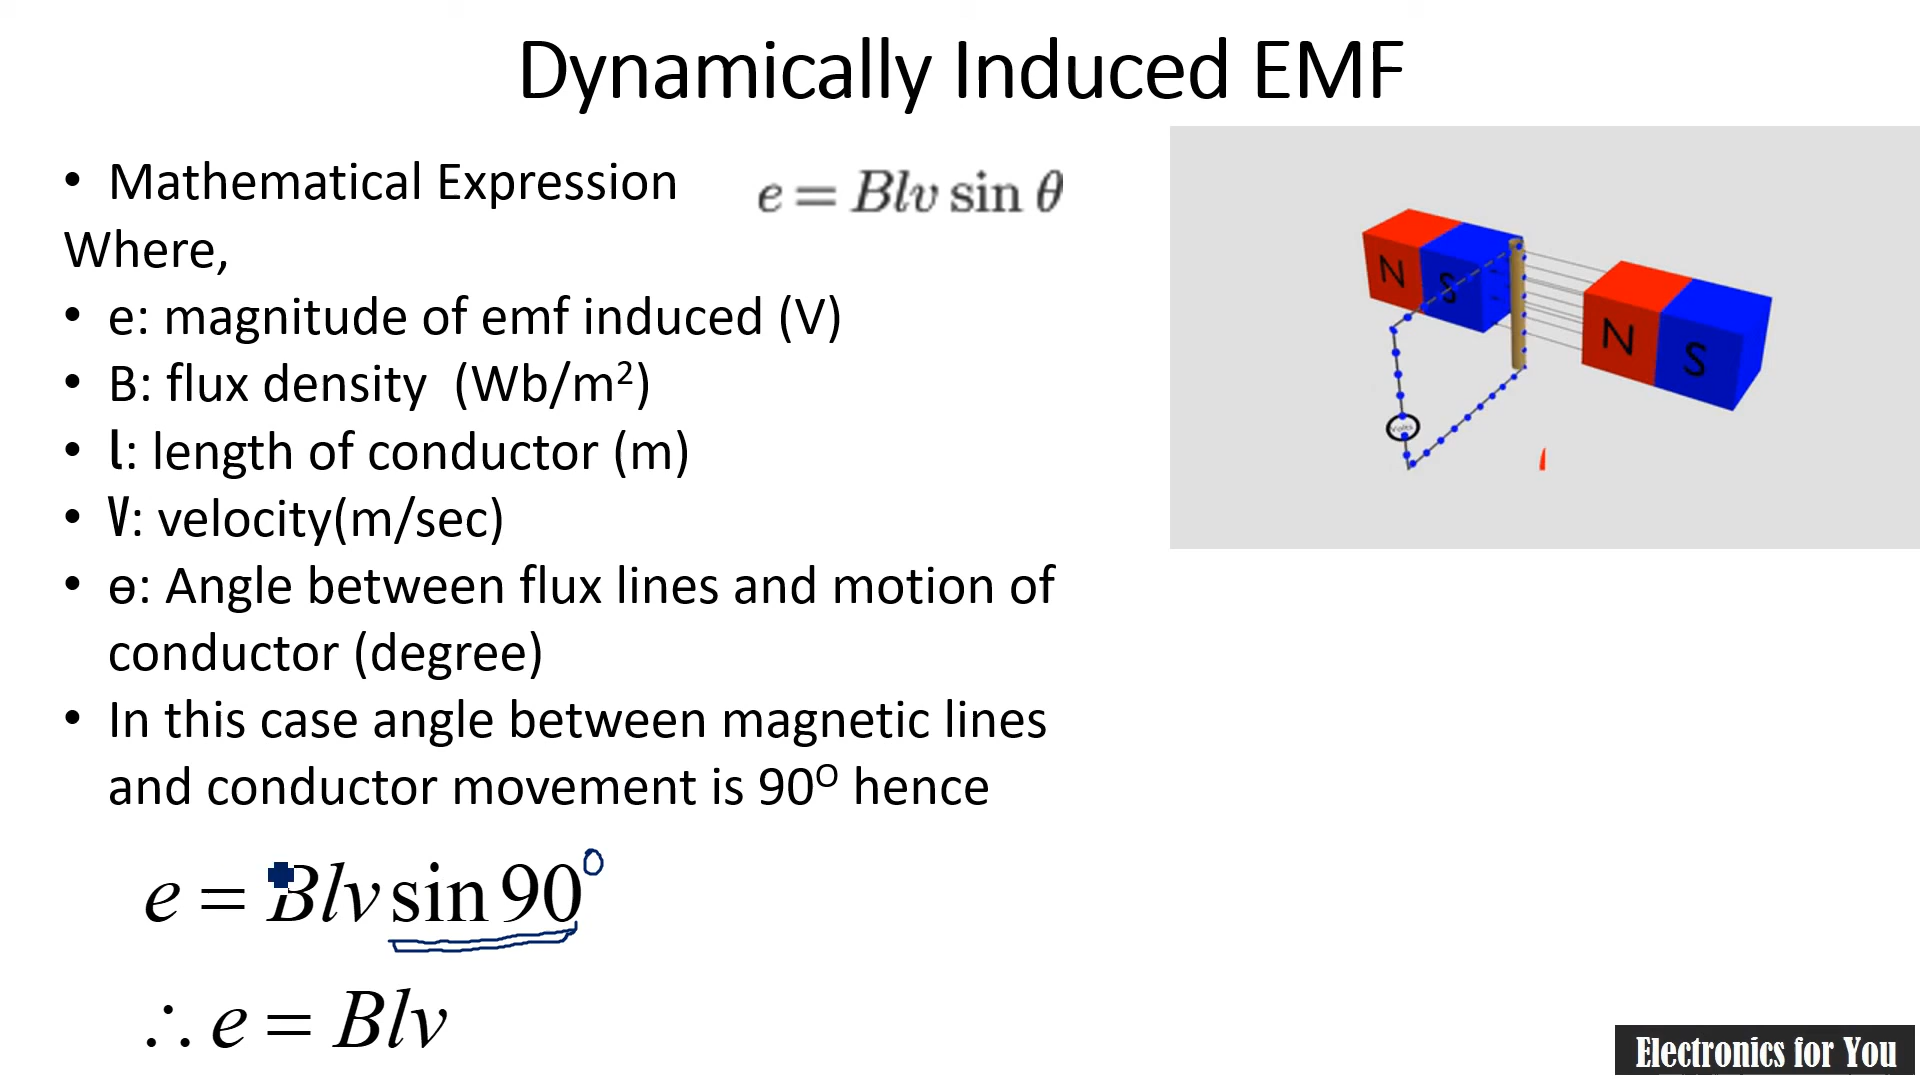 Dynamically Induced EMF
• Mathematical Expression e = Blv sin θ
Where,
• e: magnitude of emf induced (V)
• B: flux density (Wb/m²)
• l: length of conductor (m)
• V: velocity(m/sec)
• ɵ: Angle between flux lines and motion of
conductor (degree)
• In this case angle between magnetic lines
and conductor movement is 90ᴼ hence
e = Blv sin 90°
∴ e = Blv
N S
N S
Volts
Electronics for You